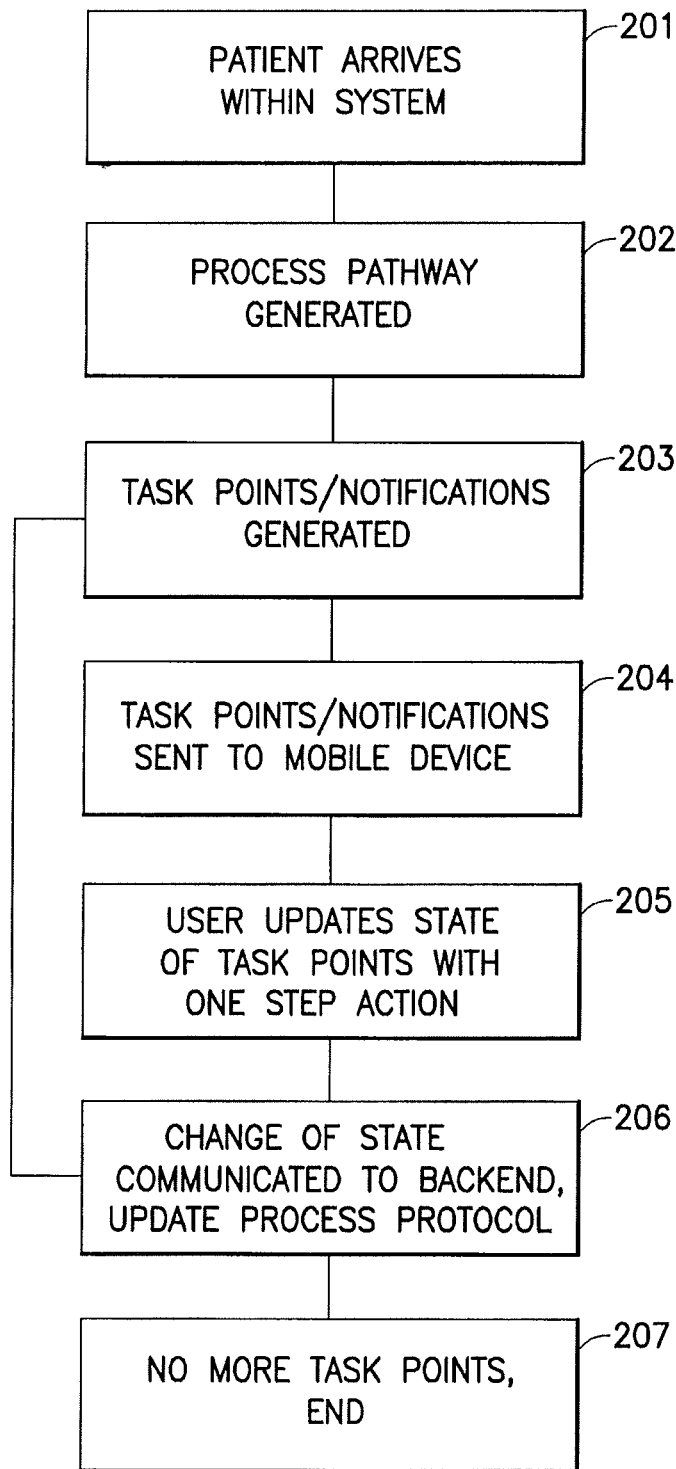 201
PATIENT ARRIVES
WITHIN SYSTEM
202
PROCESS PATHWAY
GENERATED
203
TASK POINTS/NOTIFICATIONS
GENERATED
204
TASK POINTS/NOTIFICATIONS
SENT TO MOBILE DEVICE
205
USER UPDATES STATE
OF TASK POINTS WITH
ONE STEP ACTION
206
CHANGE OF STATE
COMMUNICATED TO BACKEND,
UPDATE PROCESS PROTOCOL
207
NO MORE TASK POINTS,
END